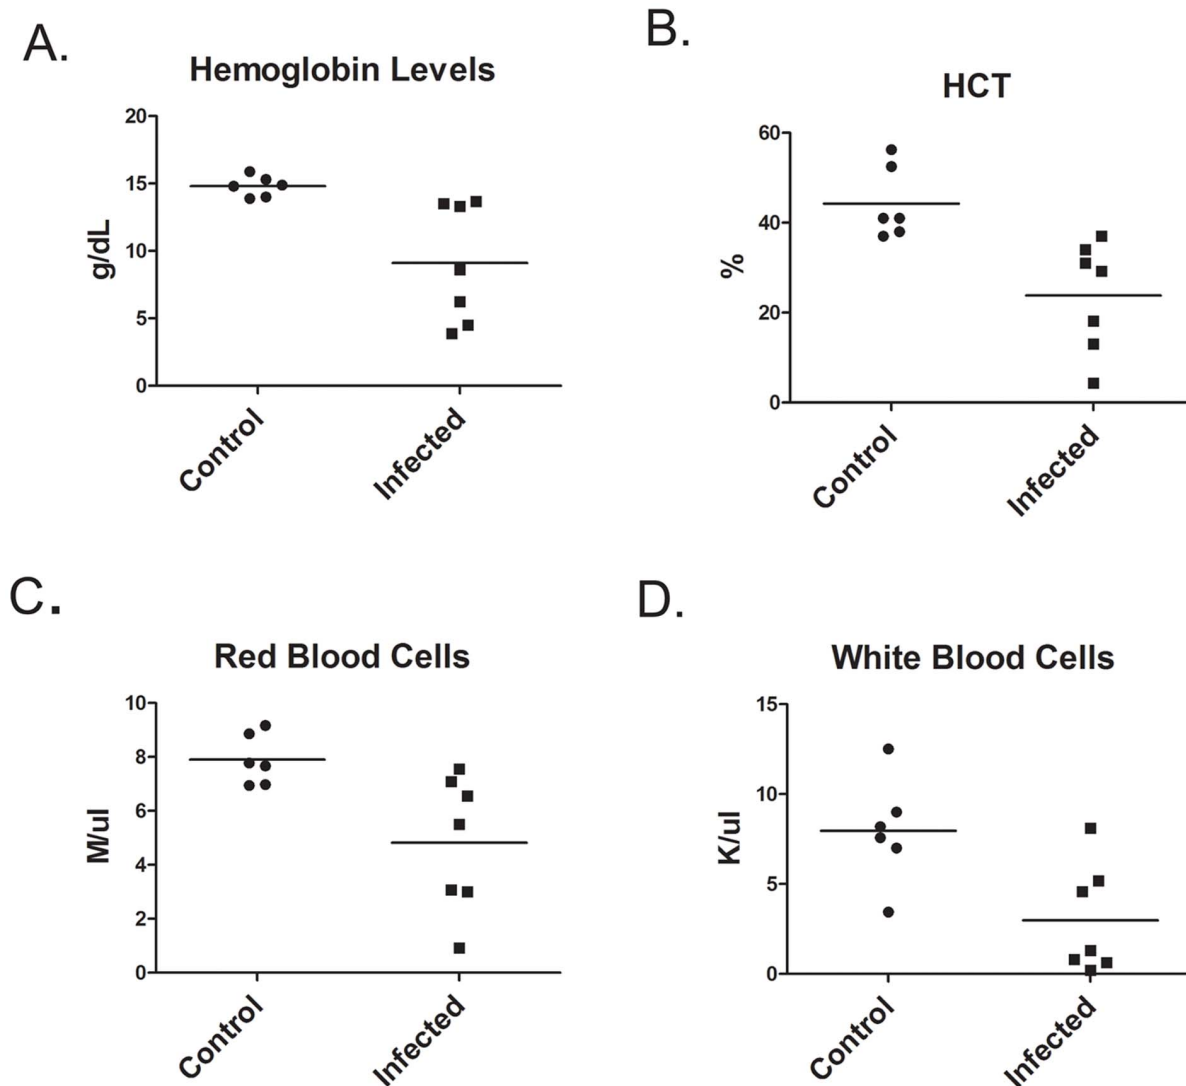 A.
Hemoglobin Levels
20
15
10
5
0
g/dL
Control
Infected
B.
HCT
60
40
20
0
%
Control
Infected
C.
Red Blood Cells
10
8
6
4
2
0
M/ul
Control
Infected
D.
White Blood Cells
15
10
5
0
K/ul
Control
Infected